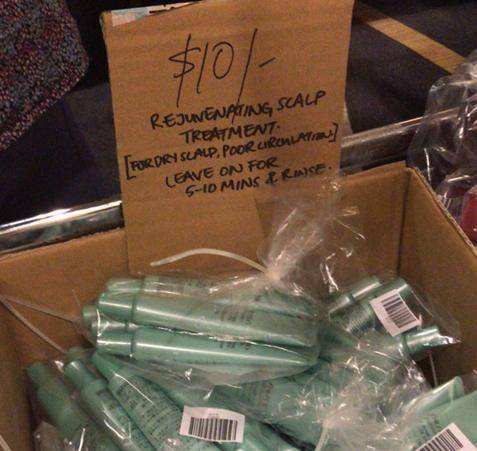 $10/-
REJUVENATING SCALP
TREATMENT.
[FOR DRY SCALP, POOR CIRCULATION.]
LEAVE ON FOR
5-10 MINS & RINSE.